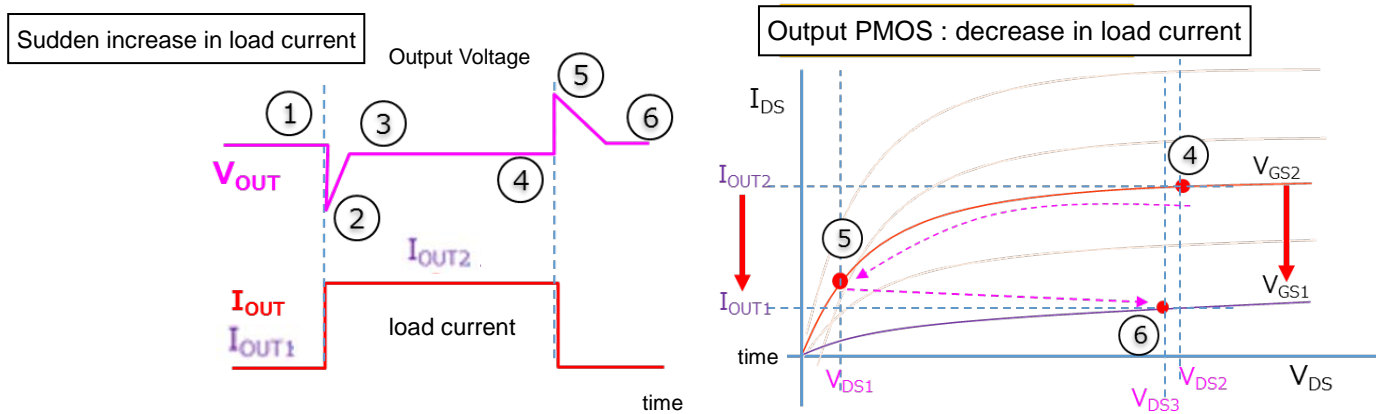 Sudden increase in load current
Output Voltage
1
2
3
4
5
6
VOUT
IOUT2
IOUT
IOUT1
load current
time
Output PMOS : decrease in load current
IDS
IOUT2
IOUT1
time
4
5
6
VGS2
VGS1
VDS1
VDS2
VDS3
VDS